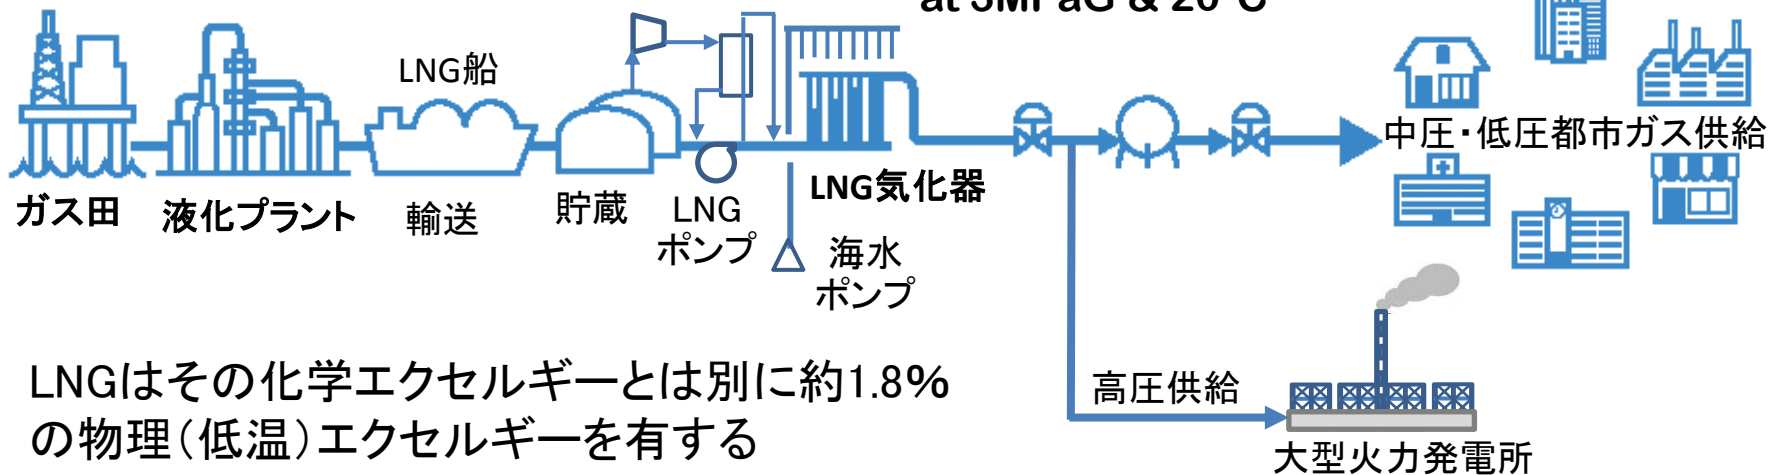 at 5MPaG & 20℃
LNG船
ガス田
液化プラント
輸送
貯蔵
LNG
ポンプ
LNG気化器
海水
ポンプ
中圧・低圧都市ガス供給
高圧供給
大型火力発電所
LNGはその化学エクセルギーとは別に約1.8%
の物理(低温)エクセルギーを有する